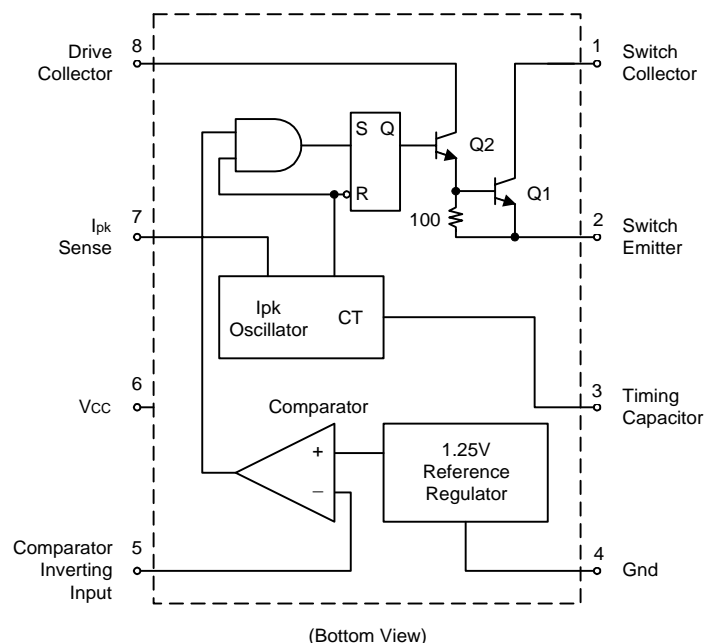 8
Drive
Collector
1
Switch
Collector
S Q
Q2
R
Q1
100
7
Ipk
Sense
2
Switch
Emitter
Ipk
Oscillator
CT
6
VCC
3
Timing
Capacitor
Comparator
+
–
1.25V
Reference
Regulator
5
Comparator
Inverting
Input
4
Gnd
(Bottom View)